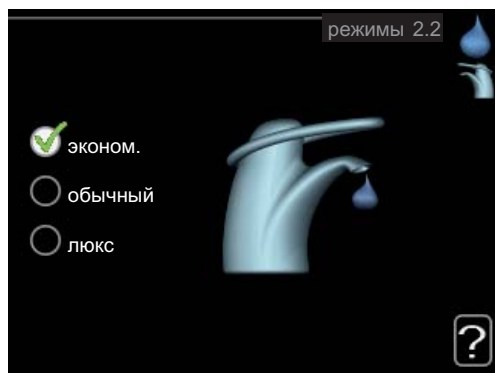 режимы 2.2
эконом.
обычный
люкс
?